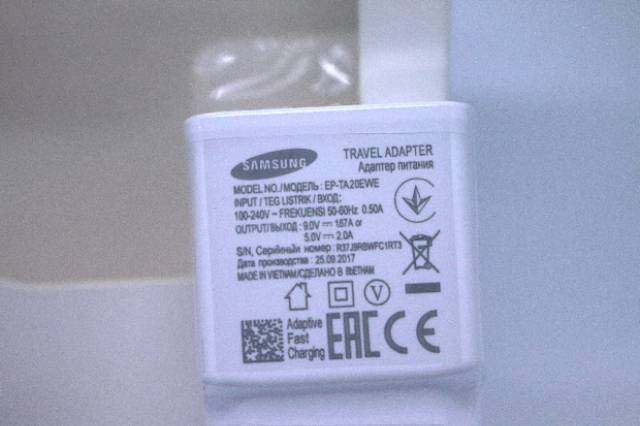 SAMSUNG
TRAVEL ADAPTER
Адаптер питания
MODEL NO./МОДЕЛЬ : EP-TA20EWE
INPUT / TEG LISTRIK / ВХОД:
100-240V~ FREKUENSI 50-60Hz 0.50A
OUTPUT/ВЫХОД : 9.0V⎓ 1.67A or
5.0V⎓ 2.0A
S/N, Серийный номер : R37J9RBWFC1RT3
Дата производства : 25.09.2017
MADE IN VIETNAM/СДЕЛАНО В ВЬЕТНАМ
V
Adaptive
Fast
Charging
EAC CE